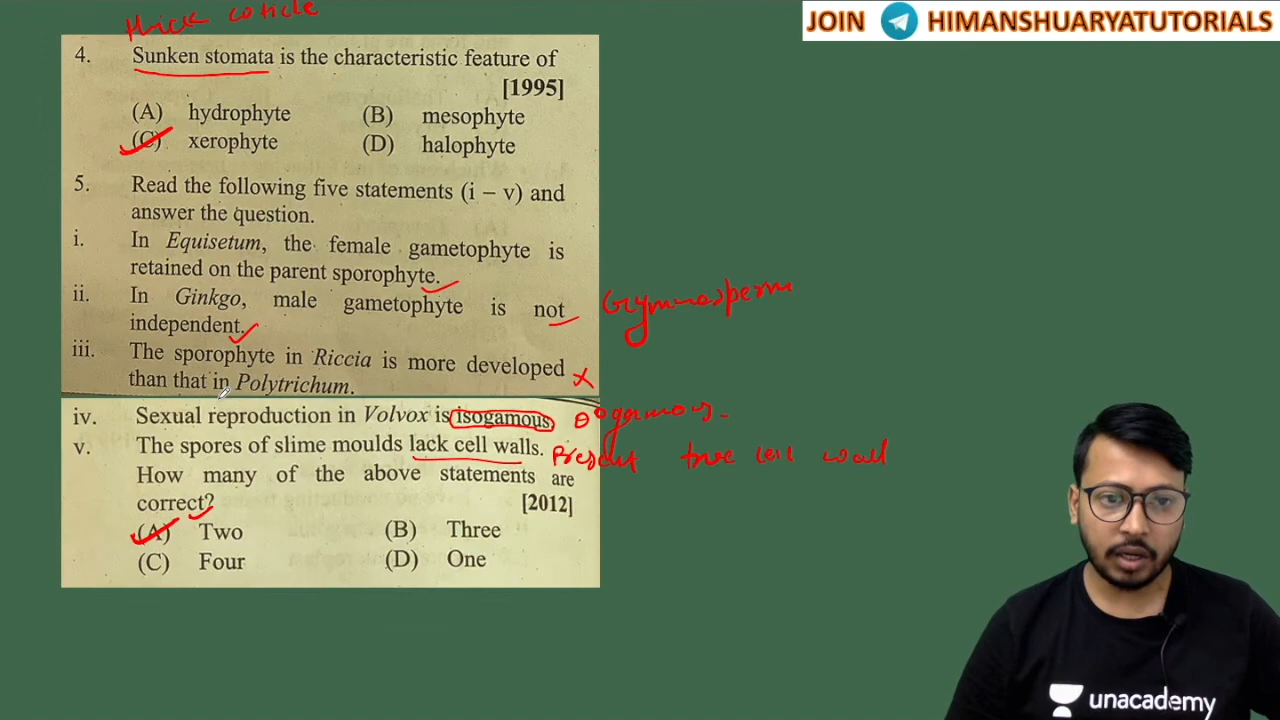 JOIN HIMANSHUARYATUTORIALS
thick coticle
4. Sunken stomata is the characteristic feature of
[1995]
(A) hydrophyte (B) mesophyte
(C) xerophyte (D) halophyte
5. Read the following five statements (i – v) and
answer the question.
i. In Equisetum, the female gametophyte is
retained on the parent sporophyte.
ii. In Ginkgo, male gametophyte is not Gymnosperm
independent.
iii. The sporophyte in Riccia is more developed
than that in Polytrichum.
iv. Sexual reproduction in Volvox is isogamous. oogamous.
v. The spores of slime moulds lack cell walls. Present true cell wall
How many of the above statements are
correct? [2012]
(A) Two (B) Three
(C) Four (D) One
unacademy